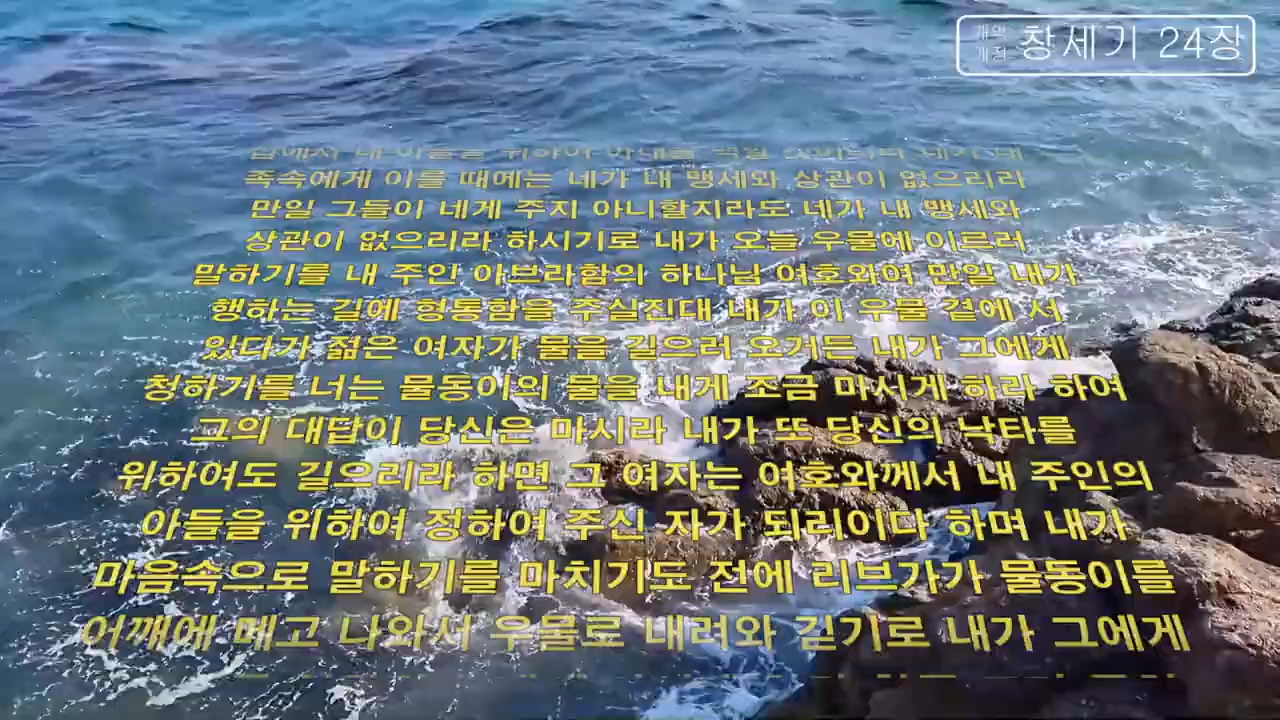 개역
개정
창세기 24장
족속에게 이를 때에는 네가 내 맹세와 상관이 없으리라
만일 그들이 네게 주지 아니할지라도 네가 내 맹세와
상관이 없으리라 하시기로 내가 오늘 우물에 이르러
말하기를 내 주인 아브라함의 하나님 여호와여 만일 내가
행하는 길에 형통함을 주실진대 내가 이 우물 곁에 서
있다가 젊은 여자가 물을 길으러 오거든 내가 그에게
청하기를 너는 물동이의 물을 내게 조금 마시게 하라 하여
그의 대답이 당신은 마시라 내가 또 당신의 낙타를
위하여도 길으리라 하면 그 여자는 여호와께서 내 주인의
아들을 위하여 정하여 주신 자가 되리이다 하며 내가
마음속으로 말하기를 마치기도 전에 리브가가 물동이를
어깨에 메고 나와서 우물로 내려와 긷기로 내가 그에게